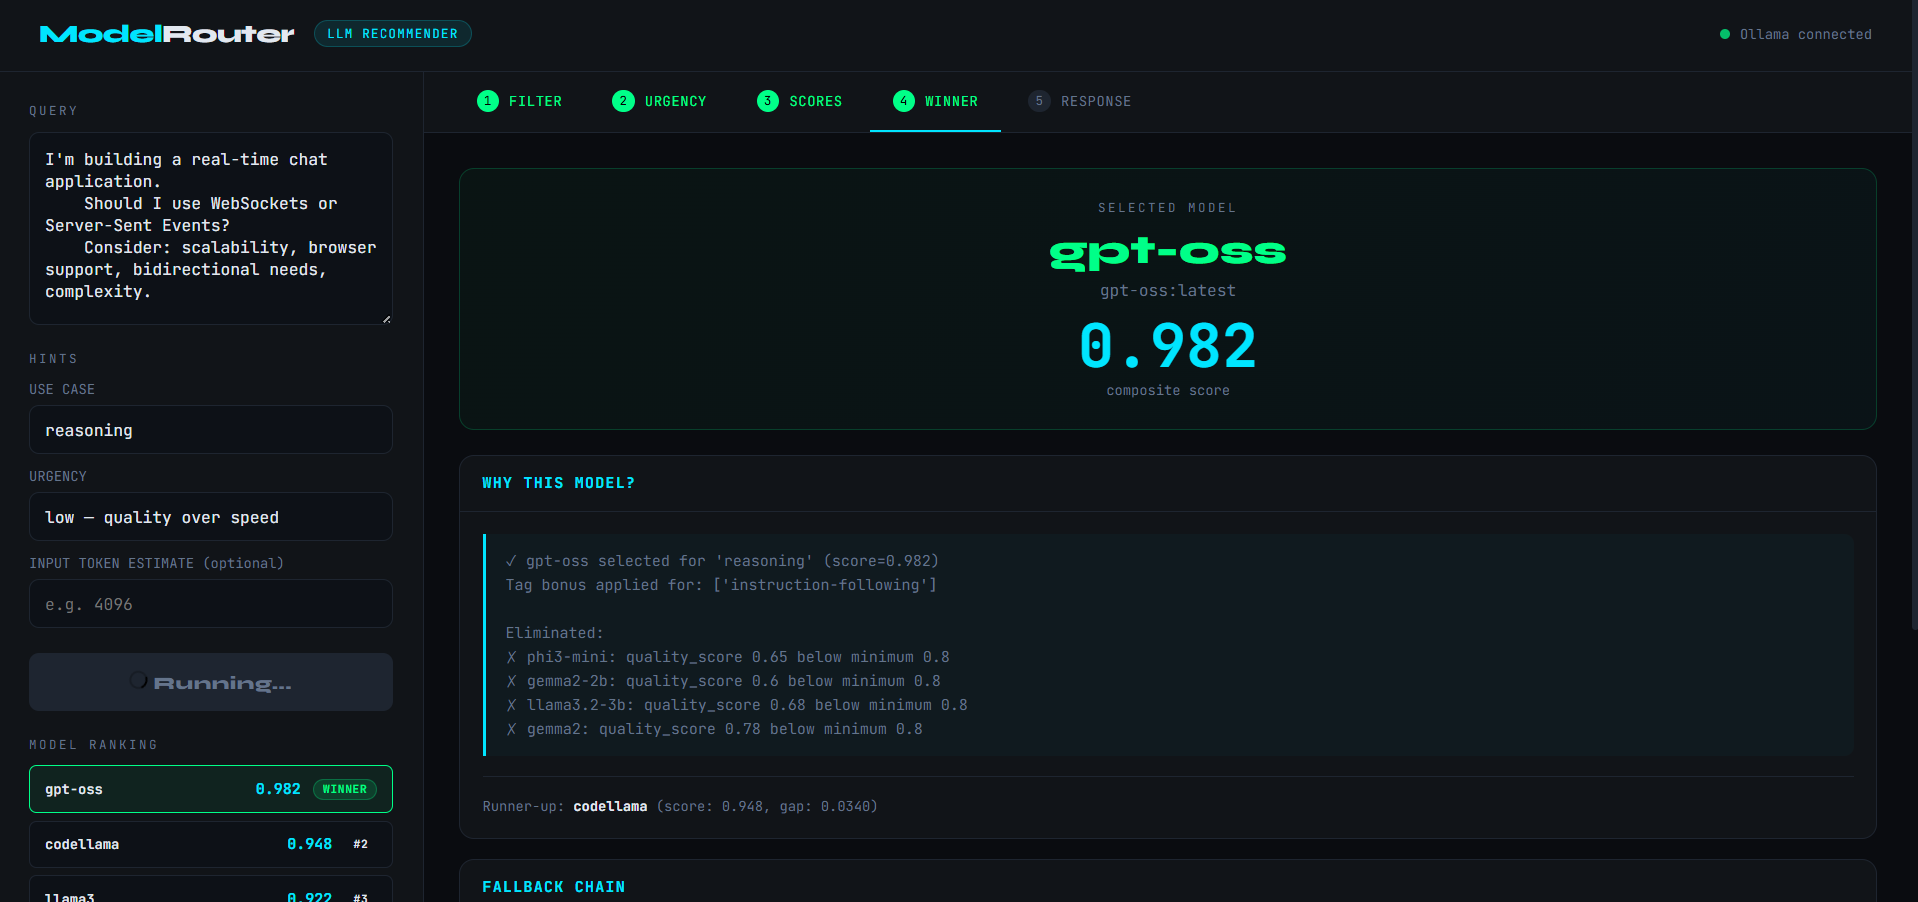 ModelRouter
LLM RECOMMENDER
Ollama connected
QUERY
I'm building a real-time chat
application.
Should I use WebSockets or
Server-Sent Events?
Consider: scalability, browser
support, bidirectional needs,
complexity.
HINTS
USE CASE
reasoning
URGENCY
low — quality over speed
INPUT TOKEN ESTIMATE (optional)
e.g. 4096
Running...
MODEL RANKING
gpt-oss 0.982 WINNER
codellama 0.948 #2
llama3 0.922 #3
1 FILTER
2 URGENCY
3 SCORES
4 WINNER
5 RESPONSE
SELECTED MODEL
gpt-oss
gpt-oss:latest
0.982
composite score
WHY THIS MODEL?
✓ gpt-oss selected for 'reasoning' (score=0.982)
Tag bonus applied for: ['instruction-following']
Eliminated:
✗ phi3-mini: quality_score 0.65 below minimum 0.8
✗ gemma2-2b: quality_score 0.6 below minimum 0.8
✗ llama3.2-3b: quality_score 0.68 below minimum 0.8
✗ gemma2: quality_score 0.78 below minimum 0.8
Runner-up: codellama (score: 0.948, gap: 0.0340)
FALLBACK CHAIN